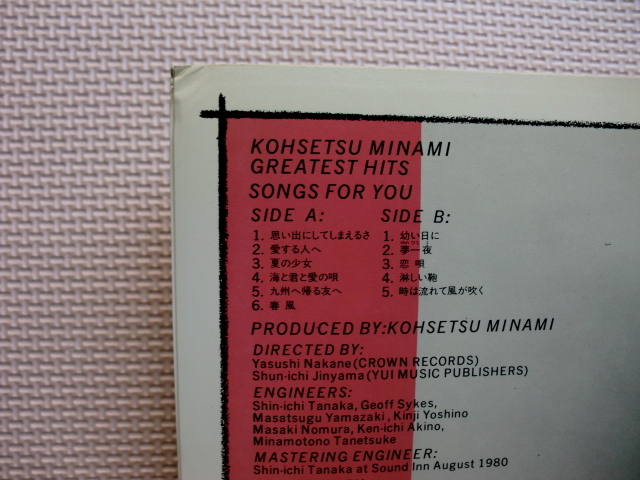 KOHSETSU MINAMI
GREATEST HITS
SONGS FOR YOU
SIDE A:
1. 思い出にしてしまえるさ
2. 愛する人へ
3. 夏の少女
4. 海と君と愛の唄
5. 九州へ帰る友へ
6. 春 風
SIDE B:
1. 幼い日に
2. 夢一夜
3. 恋 唄
4. 淋しい鞄
5. 時は流れて風が吹く
PRODUCED BY:KOHSETSU MINAMI
DIRECTED BY:
Yasushi Nakane(CROWN RECORDS)
Shun-ichi Jinyama(YUI MUSIC PUBLISHERS)
ENGINEERS:
Shin-ichi Tanaka, Geoff Sykes,
Masatsugu Yamazaki, Kinji Yoshino
Masaki Nomura, Ken-ichi Akino,
Minamotono Tanetsuke
MASTERING ENGINEER:
Shin-ichi Tanaka at Sound Inn August 1980